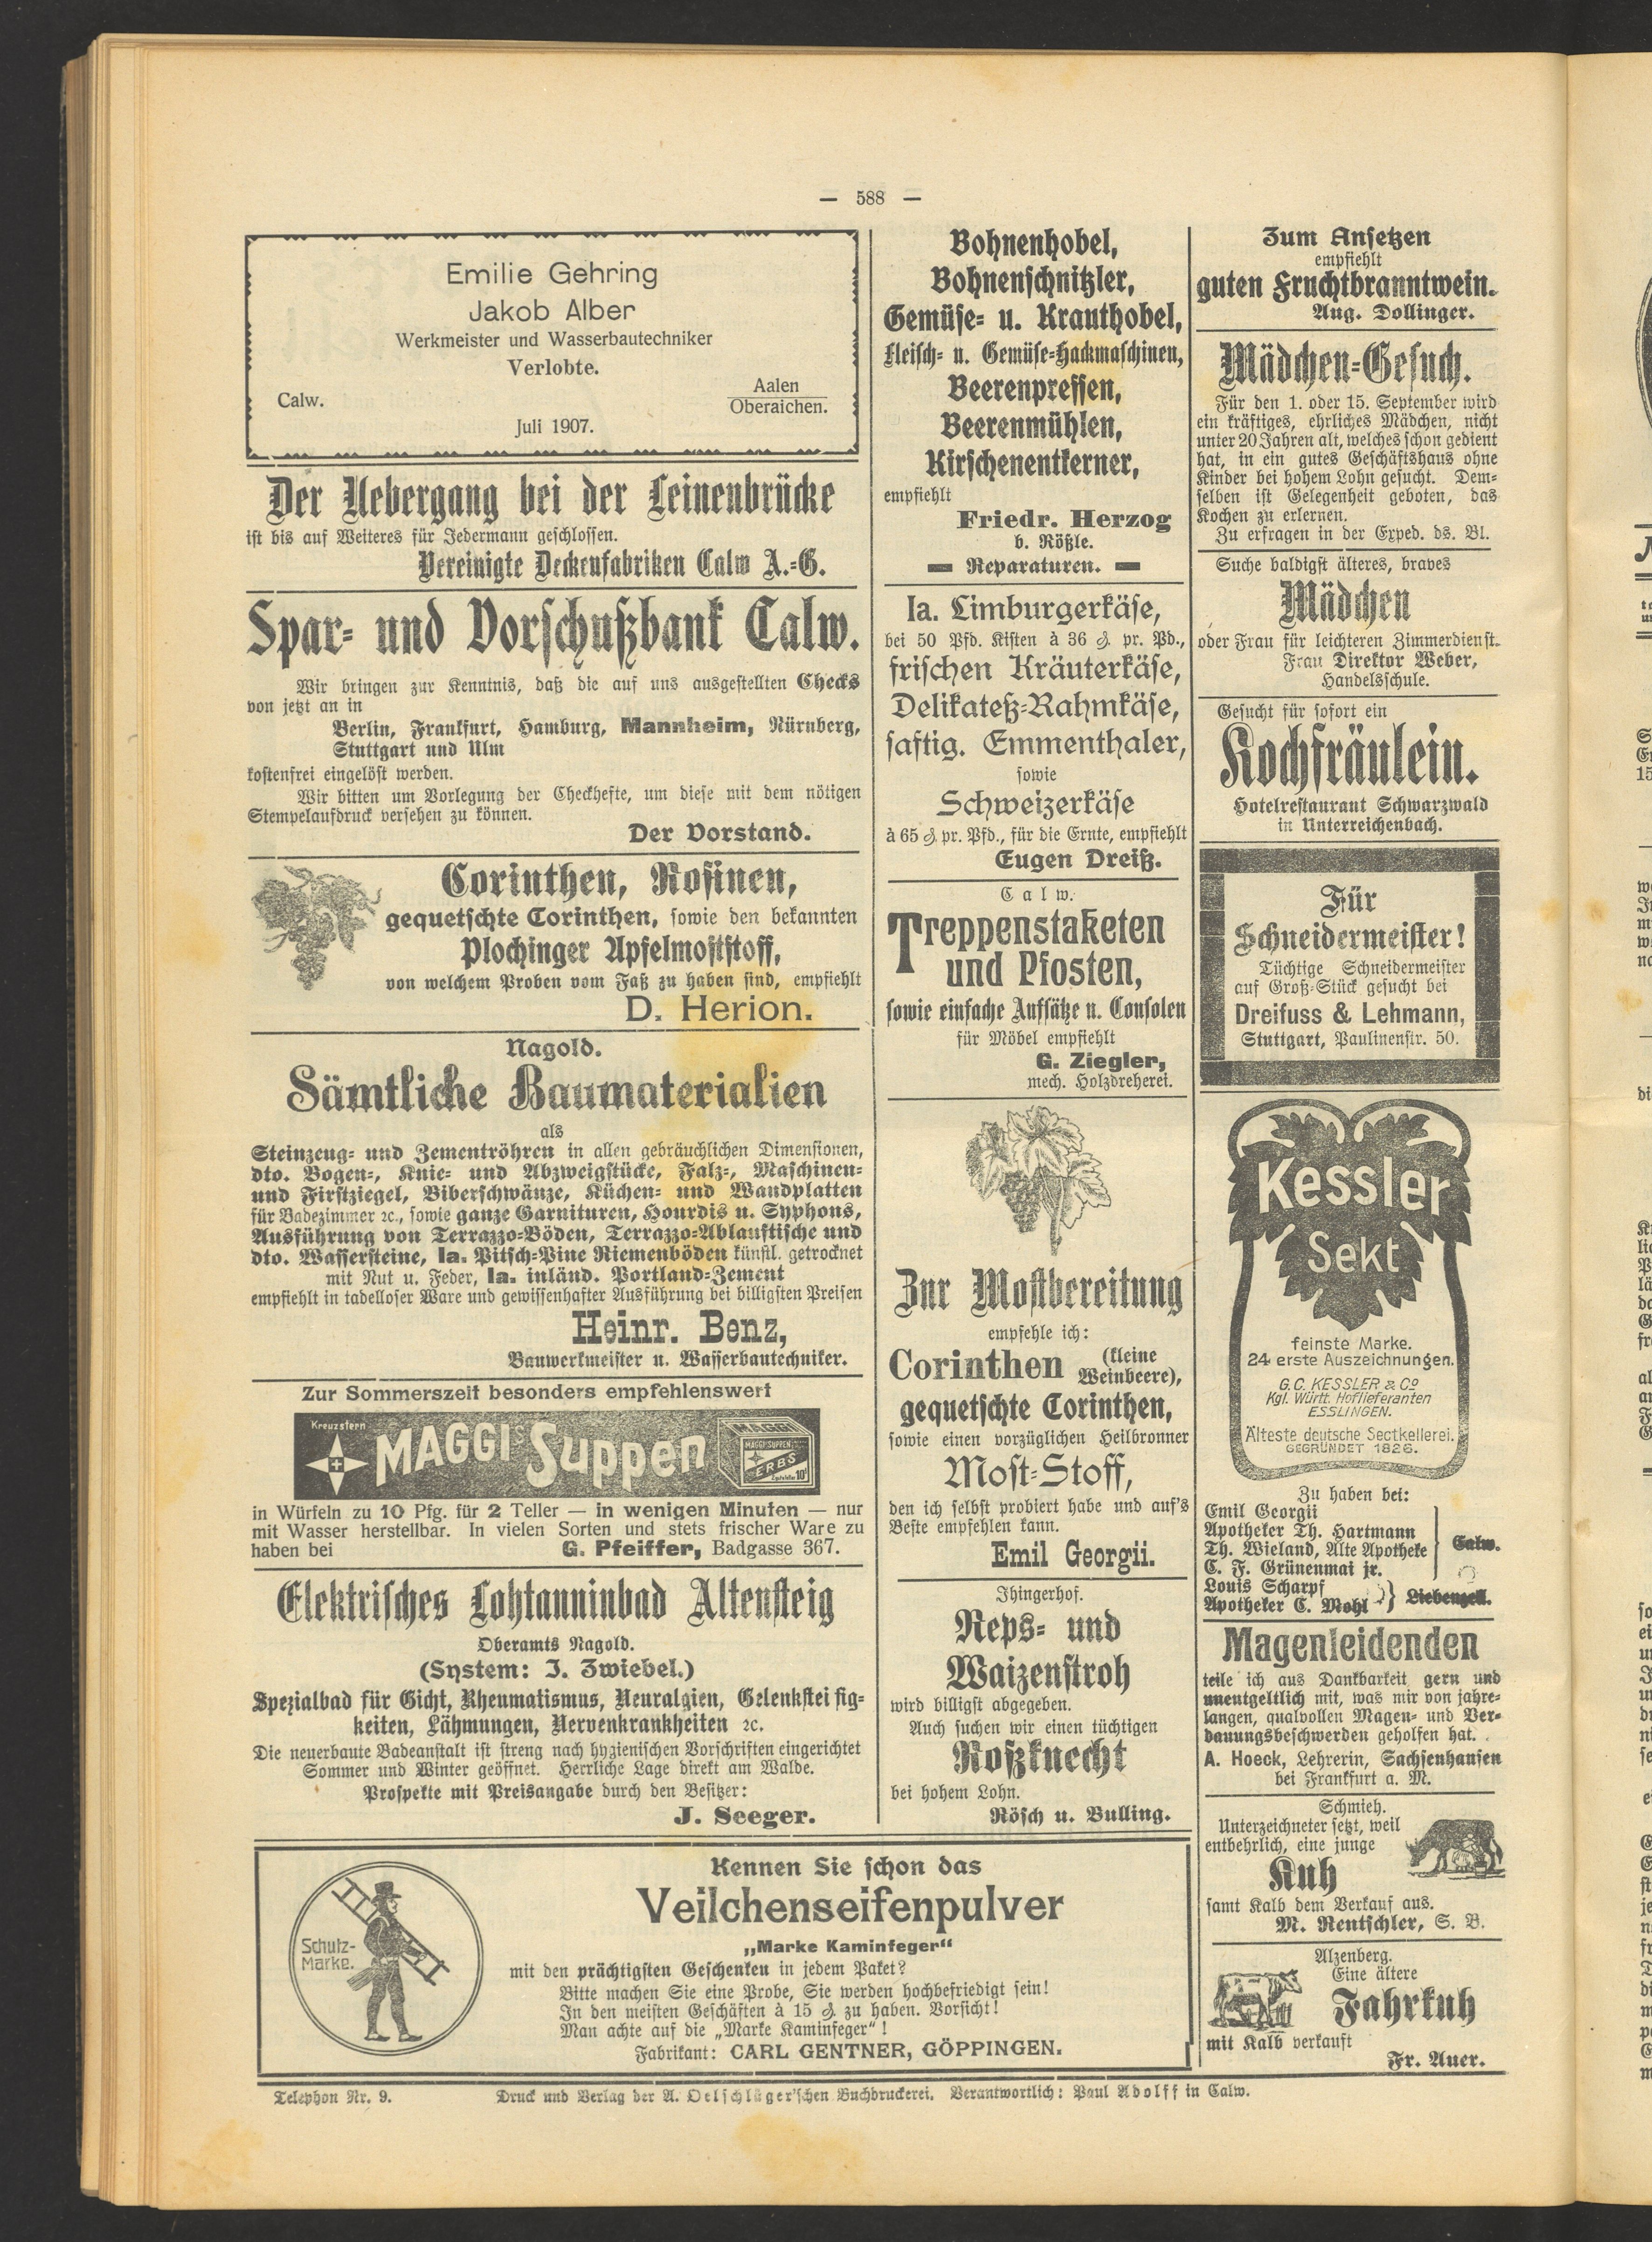 — 588 —
Emilie Gehring
Jakob Alber
Werkmeister und Wasserbautechniker
Verlobte.
Calw.
Aalen
Oberaichen.
Juli 1907.
Der Uebergang bei der Leinenbrücke
ist bis auf Weiteres für Jedermann geschlossen.
Vereinigte Deckenfabriken Calw A.-G.
Spar- und Vorschußbank Calw.
Wir bringen zur Kenntnis, daß die auf uns ausgestellten Checks
von jetzt an in
Berlin, Frankfurt, Hamburg, Mannheim, Nürnberg,
Stuttgart und Ulm
kostenfrei eingelöst werden.
Wir bitten um Vorlegung der Checkhefte, um diese mit dem nötigen
Stempelaufdruck versehen zu können.
Der Vorstand.
Corinthen, Rosinen,
gequetschte Corinthen, sowie den bekannten
Plochinger Apfelmoststoff,
von welchem Proben vom Faß zu haben sind, empfiehlt
D. Herion.
Nagold.
Sämtliche Baumaterialien
als
Steinzeug- und Zementröhren in allen gebräuchlichen Dimensionen,
dto. Bogen-, Knie- und Abzweigstücke, Falz-, Maschinen-
und Firstziegel, Biberschwänze, Küchen- und Wandplatten
für Badezimmer ꝛc., sowie ganze Garnituren, Hourdis u. Syphons,
Ausführung von Terrazzo-Böden, Terrazzo-Ablauftische und
dto. Wassersteine, Ia. Pitsch-Pine Riemenböden künstl. getrocknet
mit Nut u. Feder, Ia. inländ. Portland-Zement
empfiehlt in tadelloser Ware und gewissenhafter Ausführung bei billigsten Preisen
Heinr. Benz,
Bauwerkmeister u. Wasserbautechniker.
Zur Sommerszeit besonders empfehlenswert
Kreuzstern
MAGGI's Suppen
MAGGI
MAGGI'S SUPPEN
ERBS
in Würfeln zu 10 Pfg. für 2 Teller — in wenigen Minuten — nur
mit Wasser herstellbar. In vielen Sorten und stets frischer Ware zu
haben bei G. Pfeiffer, Badgasse 367.
Elektrisches Lohtanninbad Altensteig
Oberamts Nagold.
(System: J. Zwiebel.)
Spezialbad für Gicht, Rheumatismus, Neuralgien, Gelenksteifig-
keiten, Lähmungen, Nervenkrankheiten ꝛc.
Die neuerbaute Badeanstalt ist streng nach hygienischen Vorschriften eingerichtet
Sommer und Winter geöffnet. Herrliche Lage direkt am Walde.
Prospekte mit Preisangabe durch den Besitzer:
J. Seeger.
Bohnenhobel,
Bohnenschnitzler,
Gemüse- u. Krauthobel,
Fleisch- u. Gemüse-Hackmaschinen,
Beerenpressen,
Beerenmühlen,
Kirschenentkerner,
empfiehlt
Friedr. Herzog
b. Rößle.
Reparaturen.
Ia. Limburgerkäse,
bei 50 Pfd. Kisten à 36 ₰ pr. Pd.,
frischen Kräuterkäse,
Delikateß-Rahmkäse,
saftig. Emmenthaler,
sowie
Schweizerkäse
à 65 ₰ pr. Pfd., für die Ernte, empfiehlt
Eugen Dreiß.
Calw.
Treppenstaketen
und Pfosten,
sowie einfache Aufsätze u. Consolen
für Möbel empfiehlt
G. Ziegler,
mech. Holzdreherei.
Zur Mostbereitung
empfehle ich:
Corinthen (kleine
Weinbeere),
gequetschte Corinthen,
sowie einen vorzüglichen Heilbronner
Most-Stoff,
den ich selbst probiert habe und auf's
Beste empfehlen kann.
Emil Georgii.
Ihingerhof.
Reps- und
Waizenstroh
wird billigst abgegeben.
Auch suchen wir einen tüchtigen
Roßknecht
bei hohem Lohn.
Rösch u. Bulling.
Zum Ansetzen
empfiehlt
guten Fruchtbranntwein.
Aug. Dollinger.
Mädchen-Gesuch.
Für den 1. oder 15. September wird
ein kräftiges, ehrliches Mädchen, nicht
unter 20 Jahren alt, welches schon gedient
hat, in ein gutes Geschäftshaus ohne
Kinder bei hohem Lohn gesucht. Dem-
selben ist Gelegenheit geboten, das
Kochen zu erlernen.
Zu erfragen in der Exped. ds. Bl.
Suche baldigst älteres, braves
Mädchen
oder Frau für leichteren Zimmerdienst.
Frau Direktor Weber,
Handelsschule.
Gesucht für sofort ein
Kochfräulein.
Hotelrestaurant Schwarzwald
in Unterreichenbach.
Für
Schneidermeister!
Tüchtige Schneidermeister
auf Groß-Stück gesucht bei
Dreifuss & Lehmann,
Stuttgart, Paulinenstr. 50.
Kessler
Sekt
feinste Marke.
24 erste Auszeichnungen.
G. C. KESSLER & Co
Kgl. Württ. Hoflieferanten
ESSLINGEN.
Älteste deutsche Sectkellerei.
GEGRÜNDET 1826.
Zu haben bei:
Emil Georgii
Apotheker Th. Hartmann
Th. Wieland, Alte Apotheke
C. F. Grünenmai jr.
Calw.
Louis Scharpf
Apotheker C. Mohl
Liebenzell.
Magenleidenden
teile ich aus Dankbarkeit gern und
unentgeltlich mit, was mir von jahre-
langen, qualvollen Magen- und Ver-
dauungsbeschwerden geholfen hat.
A. Hoeck, Lehrerin, Sachsenhausen
bei Frankfurt a. M.
Schmieh.
Unterzeichneter setzt, weil
entbehrlich, eine junge
Kuh
samt Kalb dem Verkauf aus.
M. Rentschler, S. B.
Alzenberg.
Eine ältere
Fahrkuh
mit Kalb verkauft
Fr. Auer.
Schutz-
Marke.
Kennen Sie schon das
Veilchenseifenpulver
„Marke Kaminfeger“
mit den prächtigsten Geschenken in jedem Paket?
Bitte machen Sie eine Probe, Sie werden hochbefriedigt sein!
In den meisten Geschäften à 15 ₰ zu haben. Vorsicht!
Man achte auf die „Marke Kaminfeger“!
Fabrikant: CARL GENTNER, GÖPPINGEN.
Telephon Nr. 9.
Druck und Verlag der A. Oelschläger'schen Buchdruckerei. Verantwortlich: Paul Adolff in Calw.